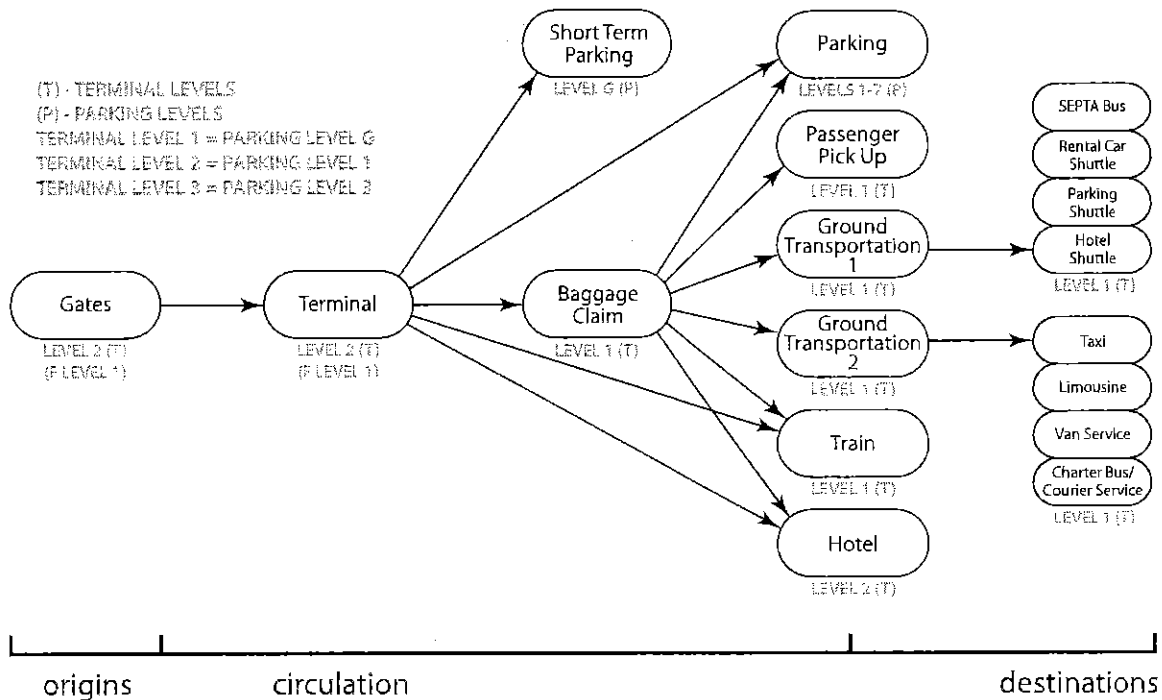 (T) - TERMINAL LEVELS
(P) - PARKING LEVELS
TERMINAL LEVEL 1 = PARKING LEVEL G
TERMINAL LEVEL 2 = PARKING LEVEL 1
TERMINAL LEVEL 3 = PARKING LEVEL 3
Gates
LEVEL 2 (T)
(P LEVEL 1)
Terminal
LEVEL 2 (T)
(P LEVEL 1)
Short Term
Parking
LEVEL G (P)
Baggage
Claim
LEVEL 1 (T)
Parking
LEVELS 1-7 (P)
Passenger
Pick Up
LEVEL 1 (T)
Ground
Transportation
1
LEVEL 1 (T)
Ground
Transportation
2
LEVEL 1 (T)
Train
LEVEL 1 (T)
Hotel
LEVEL 2 (T)
SEPTA Bus
Rental Car
Shuttle
Parking
Shuttle
Hotel
Shuttle
LEVEL 1 (T)
Taxi
Limousine
Van Service
Charter Bus/
Courier Service
LEVEL 1 (T)
origins
circulation
destinations